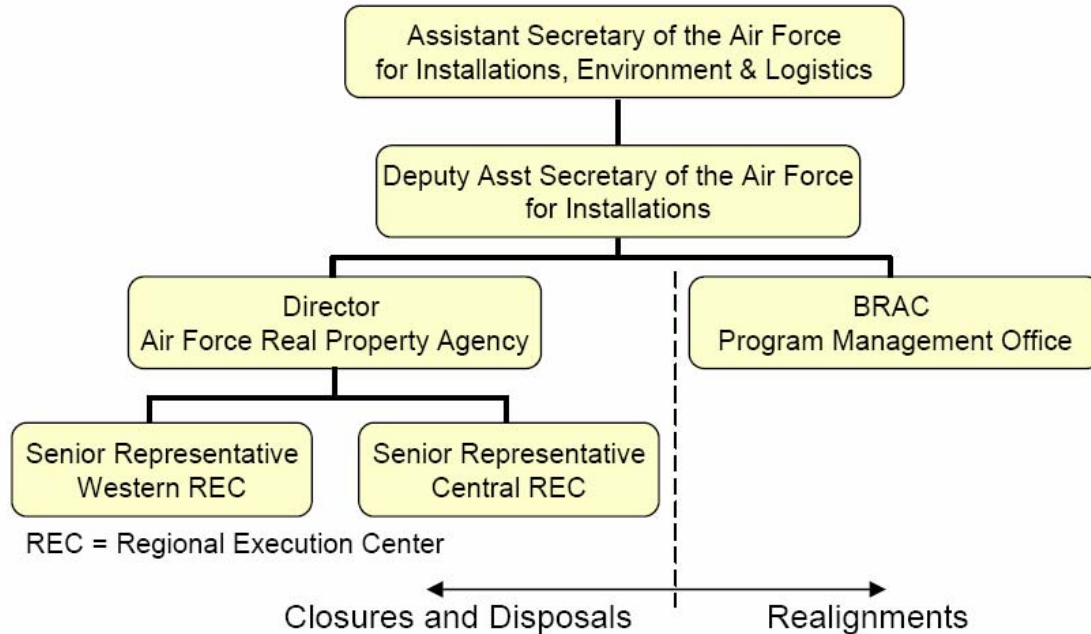 Assistant Secretary of the Air Force
for Installations, Environment & Logistics
Deputy Asst Secretary of the Air Force
for Installations
Director
Air Force Real Property Agency
BRAC
Program Management Office
Senior Representative
Western REC
Senior Representative
Central REC
REC = Regional Execution Center
Closures and Disposals
Realignments